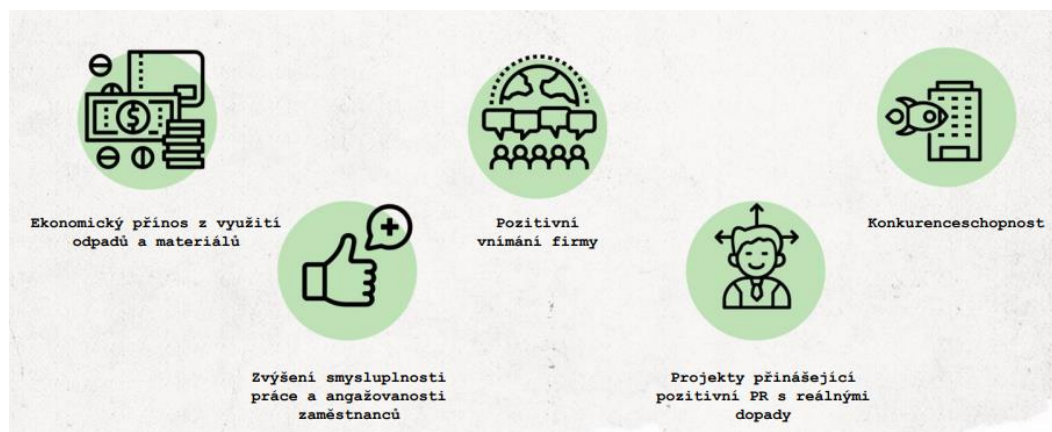 Ekonomický přínos z využití
odpadů a materiálů
Zvýšení smysluplnosti
práce a angažovanosti
zaměstnanců
Pozitivní
vnímání firmy
Projekty přinášející
pozitivní PR s reálnými
dopady
Konkurenceschopnost